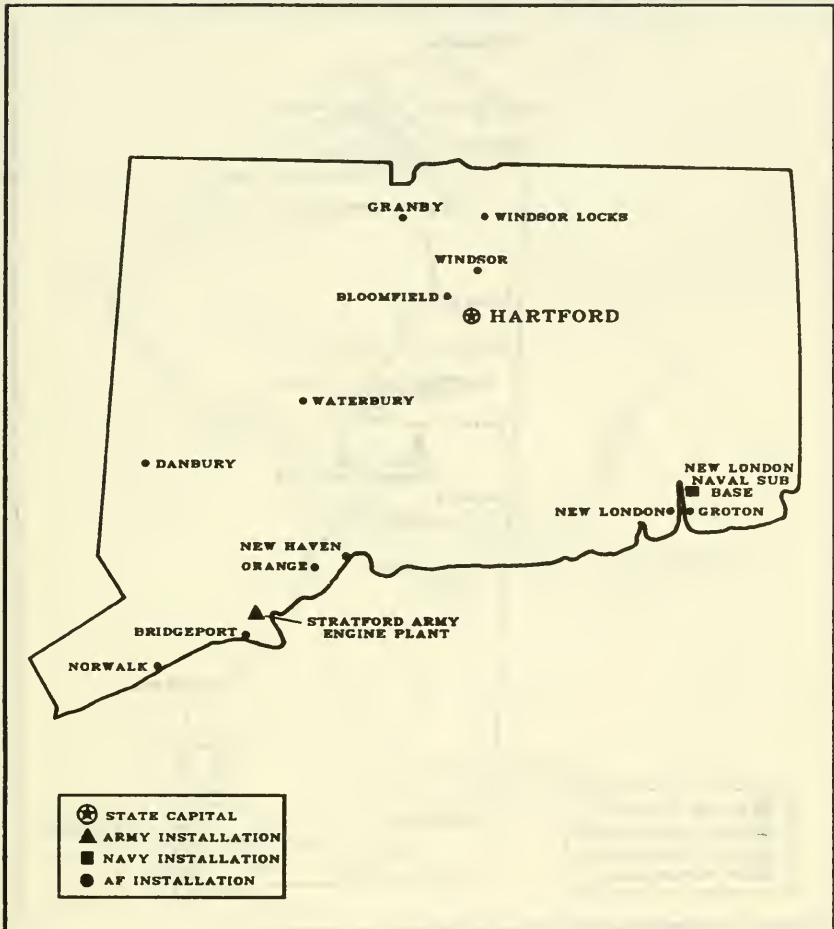 GRANBY
WINDSOR LOCKS
WINDSOR
BLOOMFIELD
HARTFORD
WATERBURY
DANBURY
NEW LONDON
NAVAL SUB
BASE
NEW LONDON
GROTON
NEW HAVEN
ORANGE
STRATFORD ARMY
ENGINE PLANT
BRIDGEPORT
NORWALK
STATE CAPITAL
ARMY INSTALLATION
NAVY INSTALLATION
AF INSTALLATION